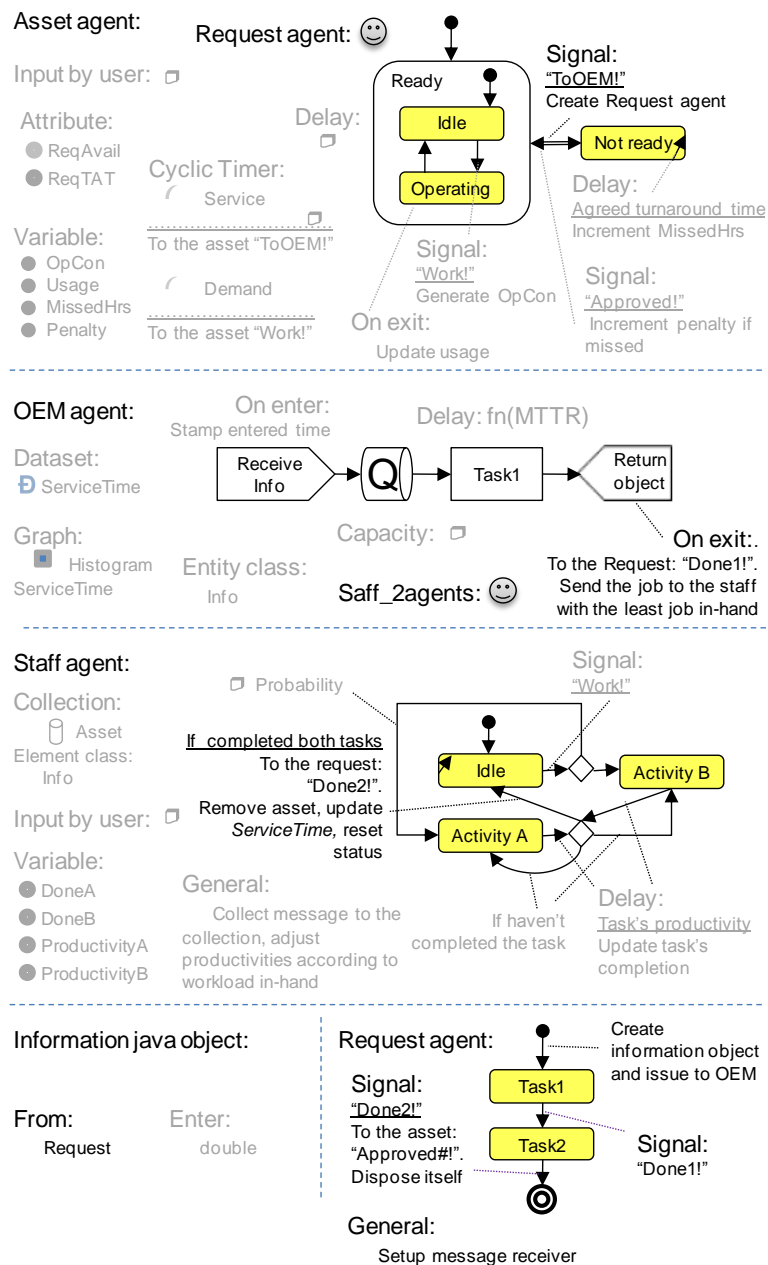 Asset agent:
Request agent:
Input by user:
Attribute:
ReqAvail
ReqTAT
Delay:
Cyclic Timer:
Service
To the asset “ToOEM!”
Demand
To the asset “Work!”
Variable:
OpCon
Usage
MissedHrs
Penalty
Ready
Idle
Operating
Signal:
“ToOEM!”
Create Request agent
Not ready
Delay:
Agreed turnaround time
Increment MissedHrs
Signal:
“Work!”
Generate OpCon
On exit:
Update usage
Signal:
“Approved!”
Increment penalty if
missed
OEM agent:
On enter:
Stamp entered time
Delay: fn(MTTR)
Dataset:
Đ ServiceTime
Receive
Info
Q
Task1
Return
object
Graph:
Histogram
ServiceTime
Entity class:
Info
Capacity:
Saff_2agents:
On exit:.
To the Request: “Done1!”.
Send the job to the staff
with the least job in-hand
Staff agent:
Collection:
Asset
Element class:
Info
Probability
Signal:
“Work!”
If completed both tasks
To the request:
“Done2!”.
Remove asset, update
ServiceTime, reset
status
Idle
Activity B
Activity A
Input by user:
Variable:
DoneA
DoneB
ProductivityA
ProductivityB
General:
Collect message to the
collection, adjust
productivities according to
workload in-hand
If haven’t
completed the task
Delay:
Task’s productivity
Update task’s
completion
Information java object:
From:
Request
Enter:
double
Request agent:
Create
information object
and issue to OEM
Signal:
“Done2!”
To the asset:
“Approved#!”.
Dispose itself
Task1
Task2
Signal:
“Done1!”
General:
Setup message receiver